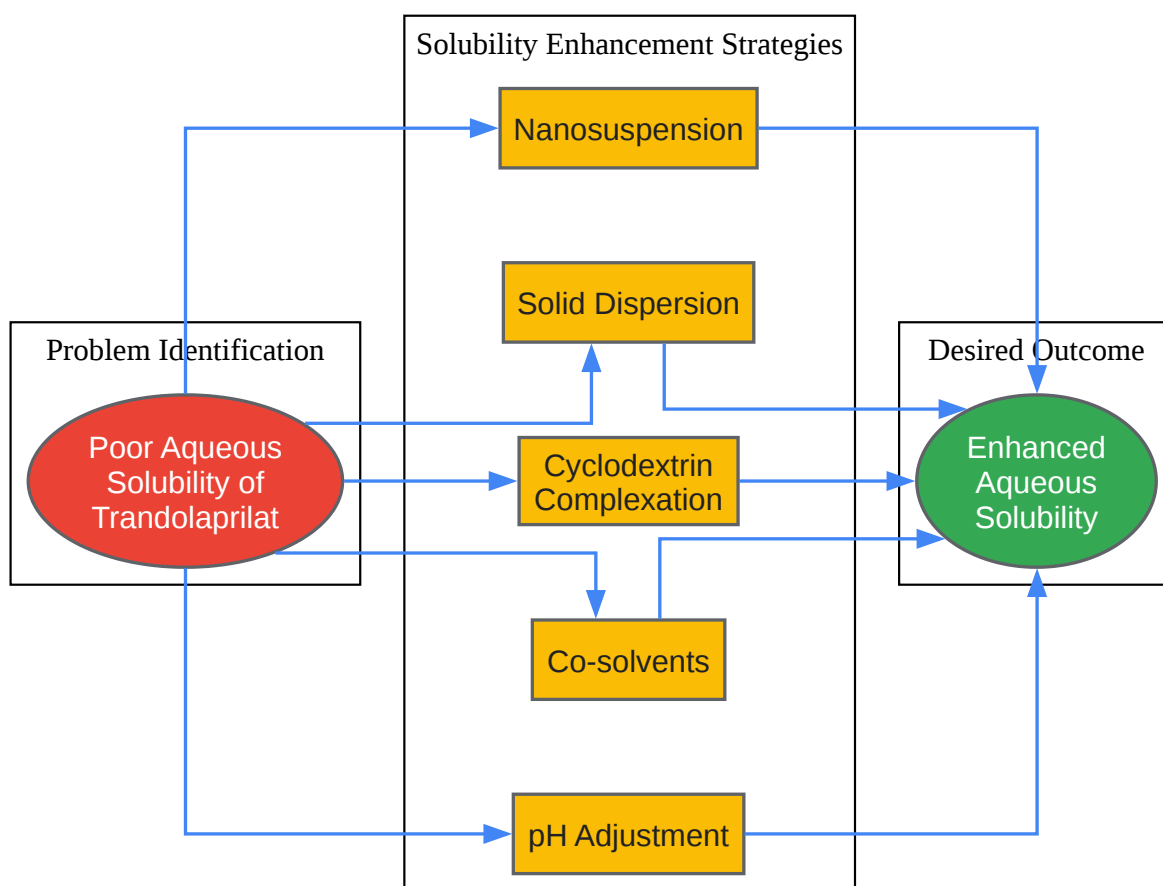 Solubility Enhancement Strategies
Nanosuspension
Solid Dispersion
Problem Identification
Desired Outcome
Poor Aqueous
Solubility of
Trandolaprilat
Cyclodextrin
Complexation
Enhanced
Aqueous
Solubility
Co-solvents
pH Adjustment